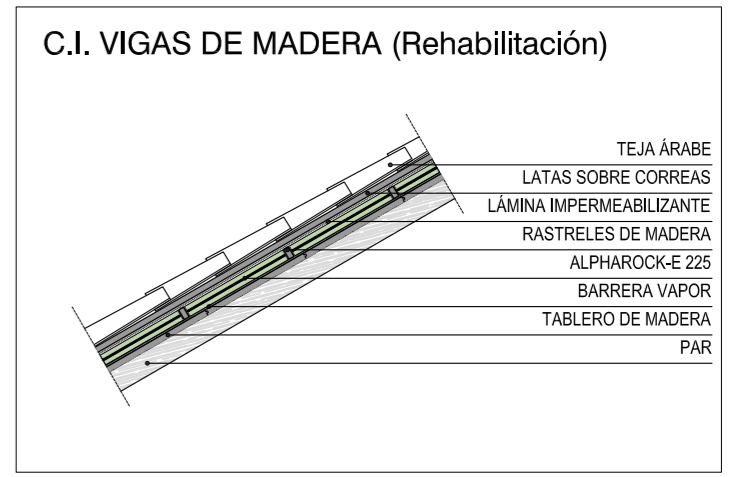 C.I. VIGAS DE MADERA (Rehabilitación)
TEJA ÁRABE
LATAS SOBRE CORREAS
LÁMINA IMPERMEABILIZANTE
RASTRELES DE MADERA
ALPHAROCK-E 225
BARRERA VAPOR
TABLERO DE MADERA
PAR